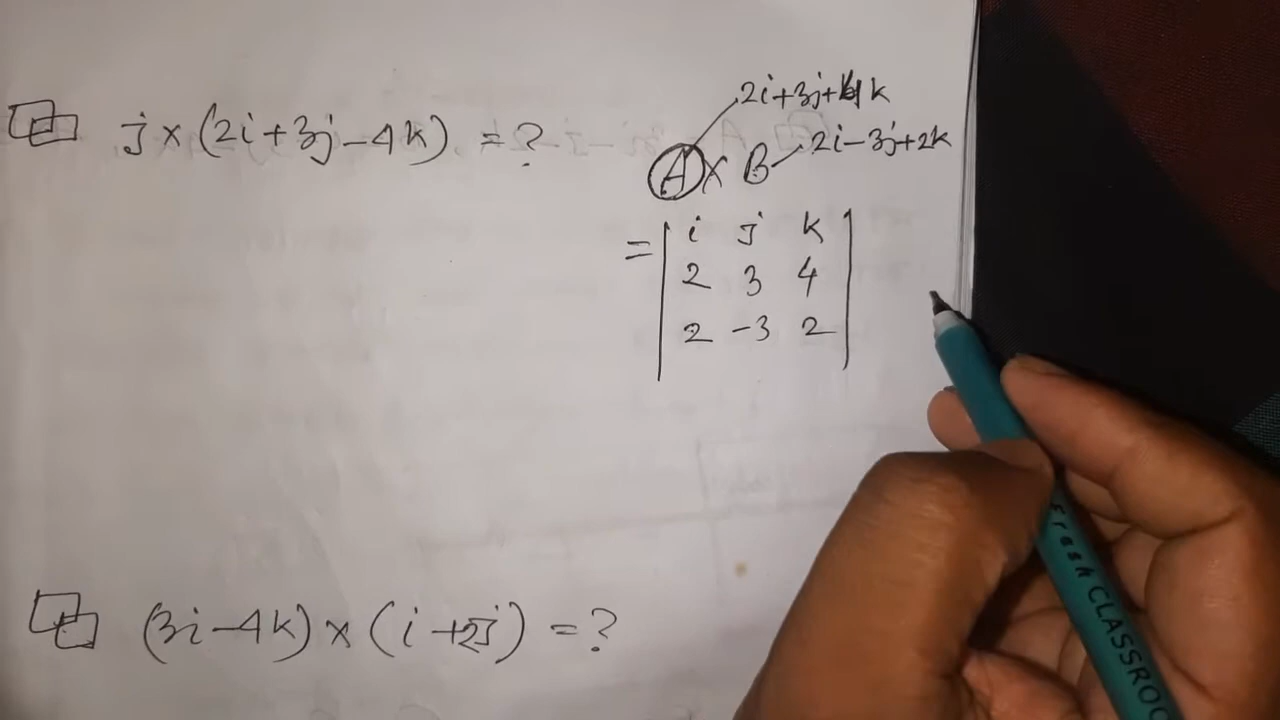 j × (2i + 3j − 4k) = ?
2i + 3j + 4k
A × B 2i − 3j + 2k
= | i j k |
| 2 3 4 |
| 2 −3 2 |
(3i − 4k) × (i + 2j) = ?
Fresh CLASSROO